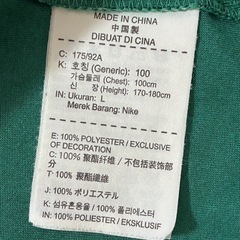 MADE IN CHINA
中国製
DIBUAT DI CINA
C: 175/92A
K: 호칭 (Generic): 100
가슴둘레 (Chest): 100cm
신장 (Height): 170-180cm
IN: Ukuran: L
Merek Barang: Nike
E: 100% POLYESTER / EXCLUSIVE
OF DECORATION
C: 100% 聚酯纤维 / 不包括装饰部
分
T: 100% 聚酯纖維
J: 100% ポリエステル
K: 섬유혼용율 / 100% 폴리에스터
IN: 100% POLIESTER / EKSKLUSIF